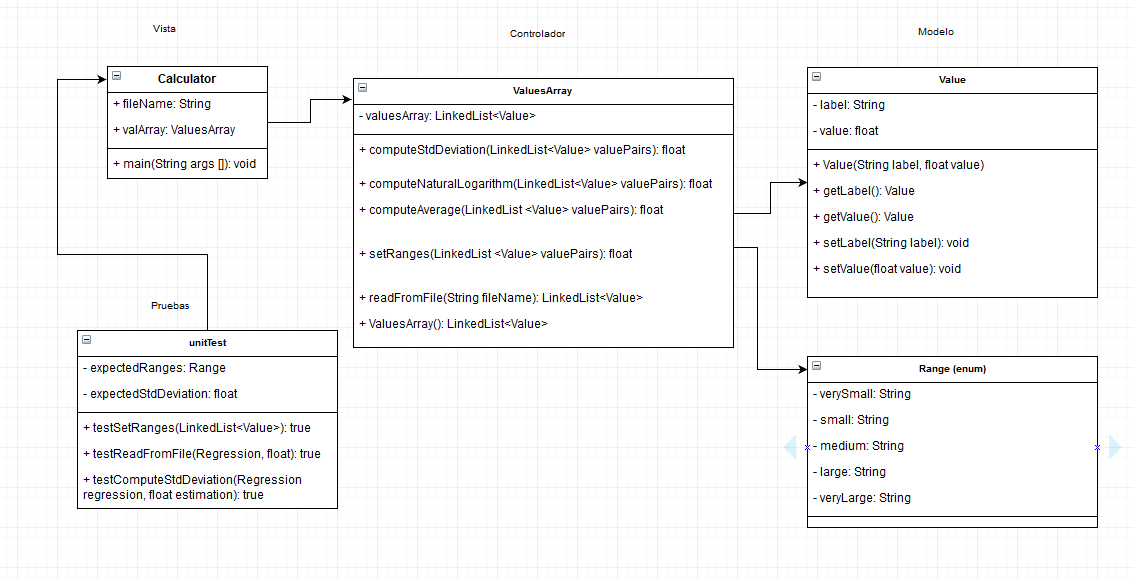 Vista
Controlador
Modelo
Calculator
+ fileName: String
+ valArray: ValuesArray
+ main(String args []): void
ValuesArray
- valuesArray: LinkedList<Value>
+ computeStdDeviation(LinkedList<Value> valuePairs): float
+ computeNaturalLogarithm(LinkedList<Value> valuePairs): float
+ computeAverage(LinkedList <Value> valuePairs): float
+ setRanges(LinkedList <Value> valuePairs): float
+ readFromFile(String fileName): LinkedList<Value>
+ ValuesArray(): LinkedList<Value>
Value
- label: String
- value: float
+ Value(String label, float value)
+ getLabel(): Value
+ getValue(): Value
+ setLabel(String label): void
+ setValue(float value): void
Pruebas
unitTest
- expectedRanges: Range
- expectedStdDeviation: float
+ testSetRanges(LinkedList<Value>): true
+ testReadFromFile(Regression, float): true
+ testComputeStdDeviation(Regression
regression, float estimation): true
Range (enum)
- verySmall: String
- small: String
- medium: String
- large: String
- veryLarge: String